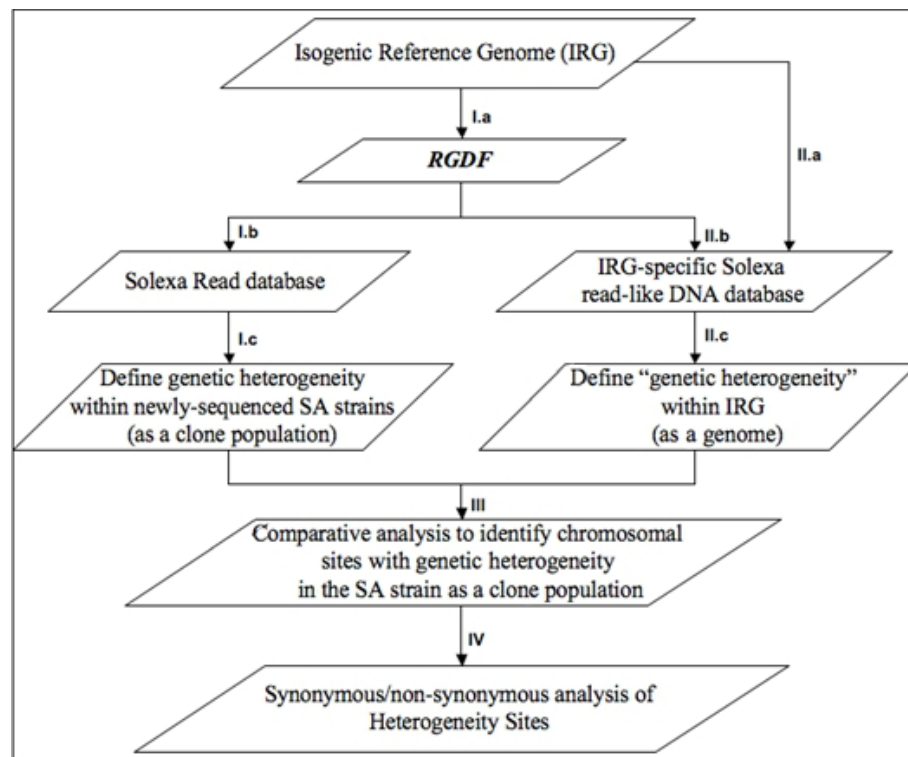 Isogenic Reference Genome (IRG)
I.a
II.a
RGDF
I.b
II.b
Solexa Read database
IRG-specific Solexa
read-like DNA database
I.c
II.c
Define genetic heterogeneity
within newly-sequenced SA strains
(as a clone population)
Define “genetic heterogeneity”
within IRG
(as a genome)
III
Comparative analysis to identify chromosomal
sites with genetic heterogeneity
in the SA strain as a clone population
IV
Synonymous/non-synonymous analysis of
Heterogeneity Sites